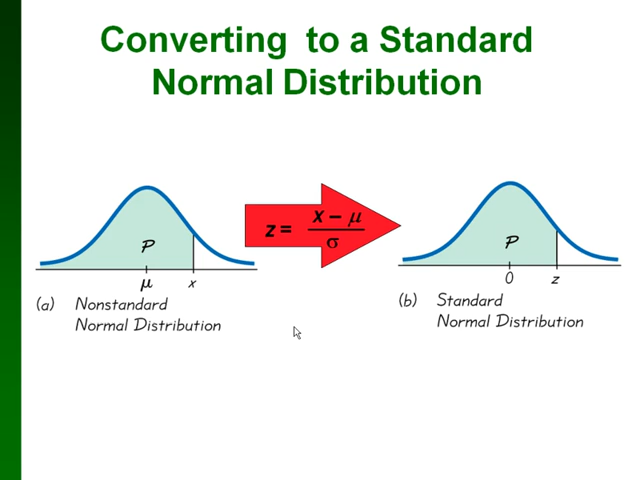 Converting to a Standard
Normal Distribution
P
μ
x
(a) Nonstandard
Normal Distribution
z = x – μ
σ
P
0
z
(b) Standard
Normal Distribution